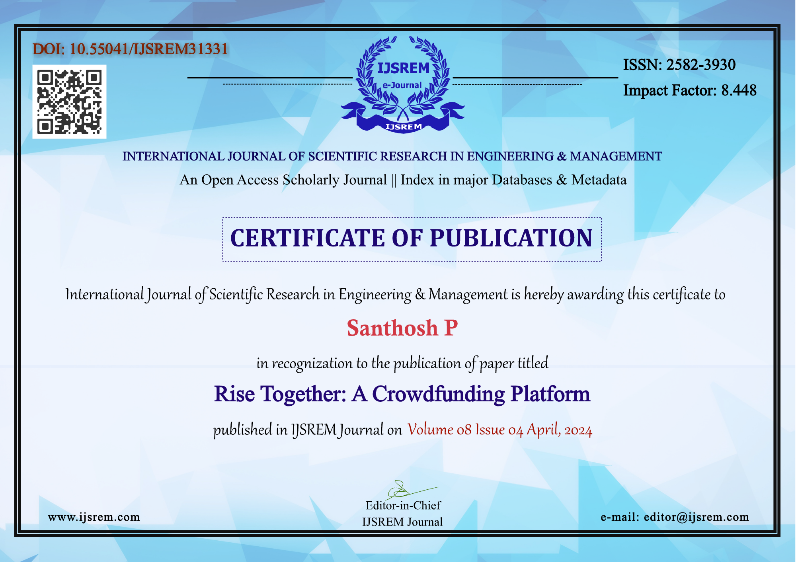 DOI: 10.55041/IJSREM31331
IJSREM
e-Journal
IJSREM
ISSN: 2582-3930
Impact Factor: 8.448
INTERNATIONAL JOURNAL OF SCIENTIFIC RESEARCH IN ENGINEERING & MANAGEMENT
An Open Access Scholarly Journal || Index in major Databases & Metadata
CERTIFICATE OF PUBLICATION
International Journal of Scientific Research in Engineering & Management is hereby awarding this certificate to
Santhosh P
in recognization to the publication of paper titled
Rise Together: A Crowdfunding Platform
published in IJSREM Journal on Volume 08 Issue 04 April, 2024
Editor-in-Chief
IJSREM Journal
www.ijsrem.com
e-mail: editor@ijsrem.com